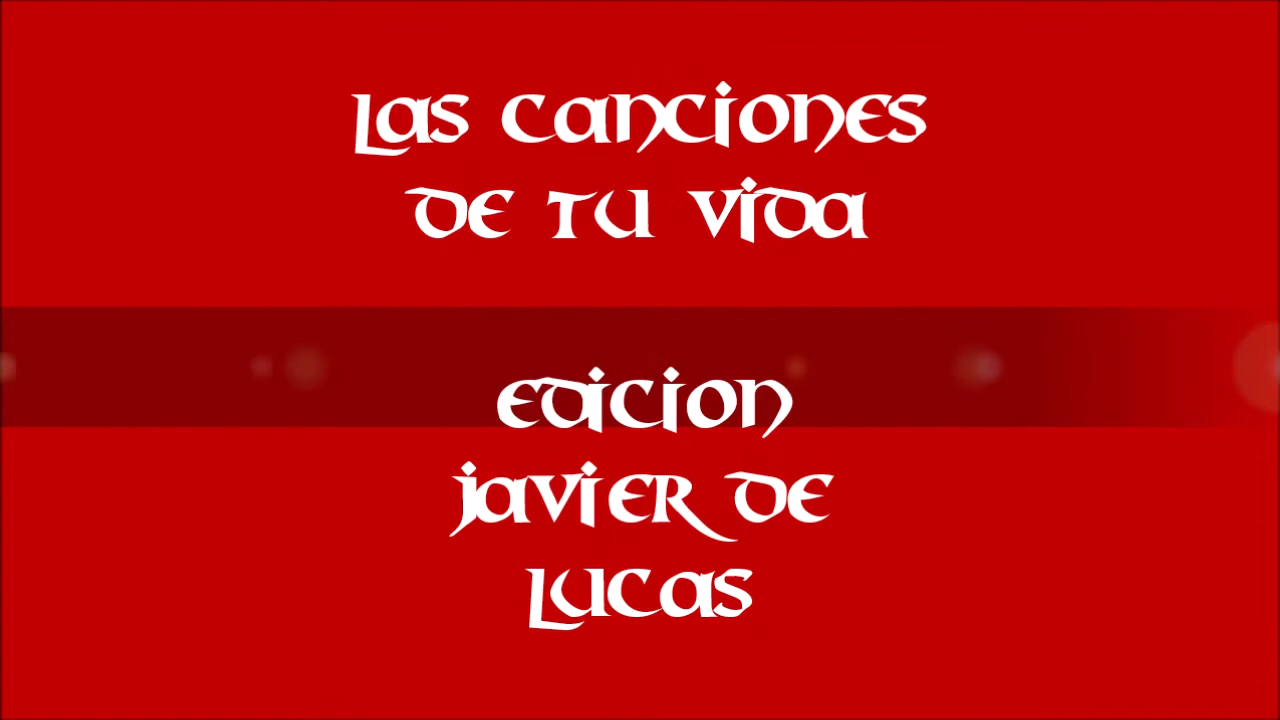 Las canciones
de tu vida
Edicion
Javier de
Lucas